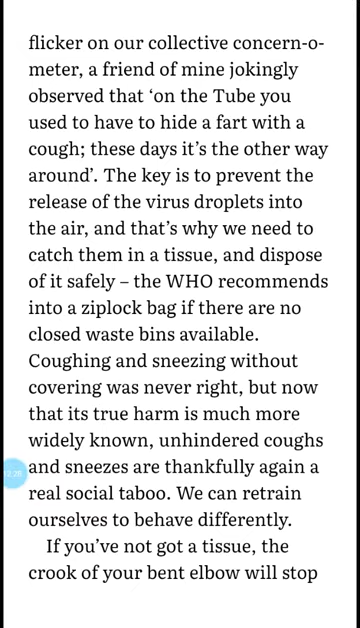 flicker on our collective concern-o-
meter, a friend of mine jokingly
observed that ‘on the Tube you
used to have to hide a fart with a
cough; these days it’s the other way
around’. The key is to prevent the
release of the virus droplets into
the air, and that’s why we need to
catch them in a tissue, and dispose
of it safely – the WHO recommends
into a ziplock bag if there are no
closed waste bins available.
Coughing and sneezing without
covering was never right, but now
that its true harm is much more
widely known, unhindered coughs
and sneezes are thankfully again a
real social taboo. We can retrain
ourselves to behave differently.
If you’ve not got a tissue, the
crook of your bent elbow will stop